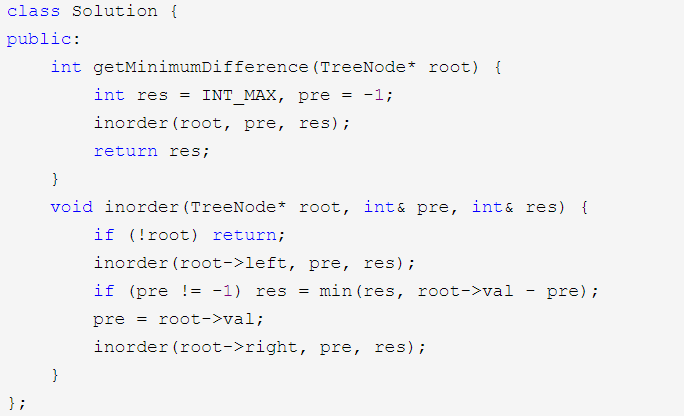 class Solution {
public:
    int getMinimumDifference(TreeNode* root) {
        int res = INT_MAX, pre = -1;
        inorder(root, pre, res);
        return res;
    }
    void inorder(TreeNode* root, int& pre, int& res) {
        if (!root) return;
        inorder(root->left, pre, res);
        if (pre != -1) res = min(res, root->val - pre);
        pre = root->val;
        inorder(root->right, pre, res);
    }
};